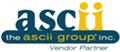 ascii
the ascii group, inc.
Vendor Partner